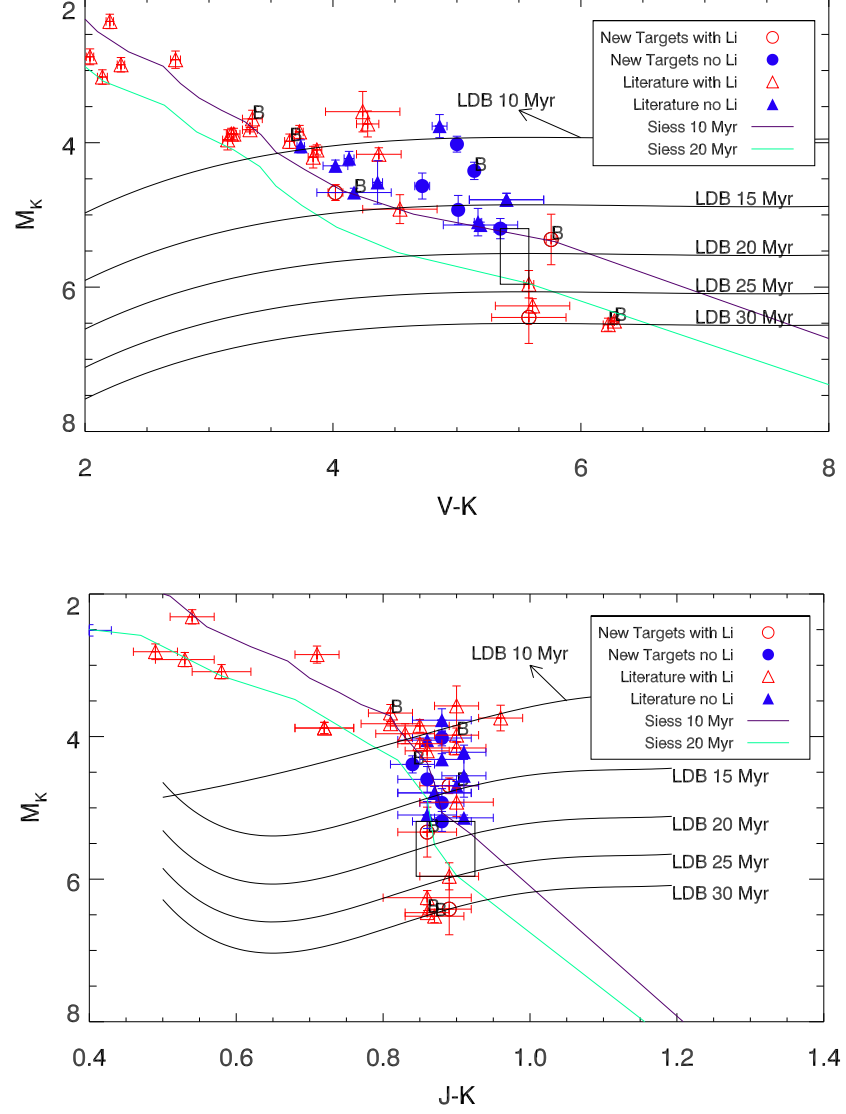 2
New Targets with Li
New Targets no Li
Literature with Li
Literature no Li
Siess 10 Myr
Siess 20 Myr
LDB 10 Myr
B
B
B
B
4
LDB 15 Myr
B
LDB 20 Myr
6
LDB 25 Myr
B
B
LDB 30 Myr
8
2
4
6
8
M_K
V-K
2
New Targets with Li
New Targets no Li
Literature with Li
Literature no Li
Siess 10 Myr
Siess 20 Myr
LDB 10 Myr
B
B
4
B
LDB 15 Myr
B
LDB 20 Myr
B
LDB 25 Myr
6
LDB 30 Myr
B
B
8
0.4
0.6
0.8
1.0
1.2
1.4
M_K
J-K